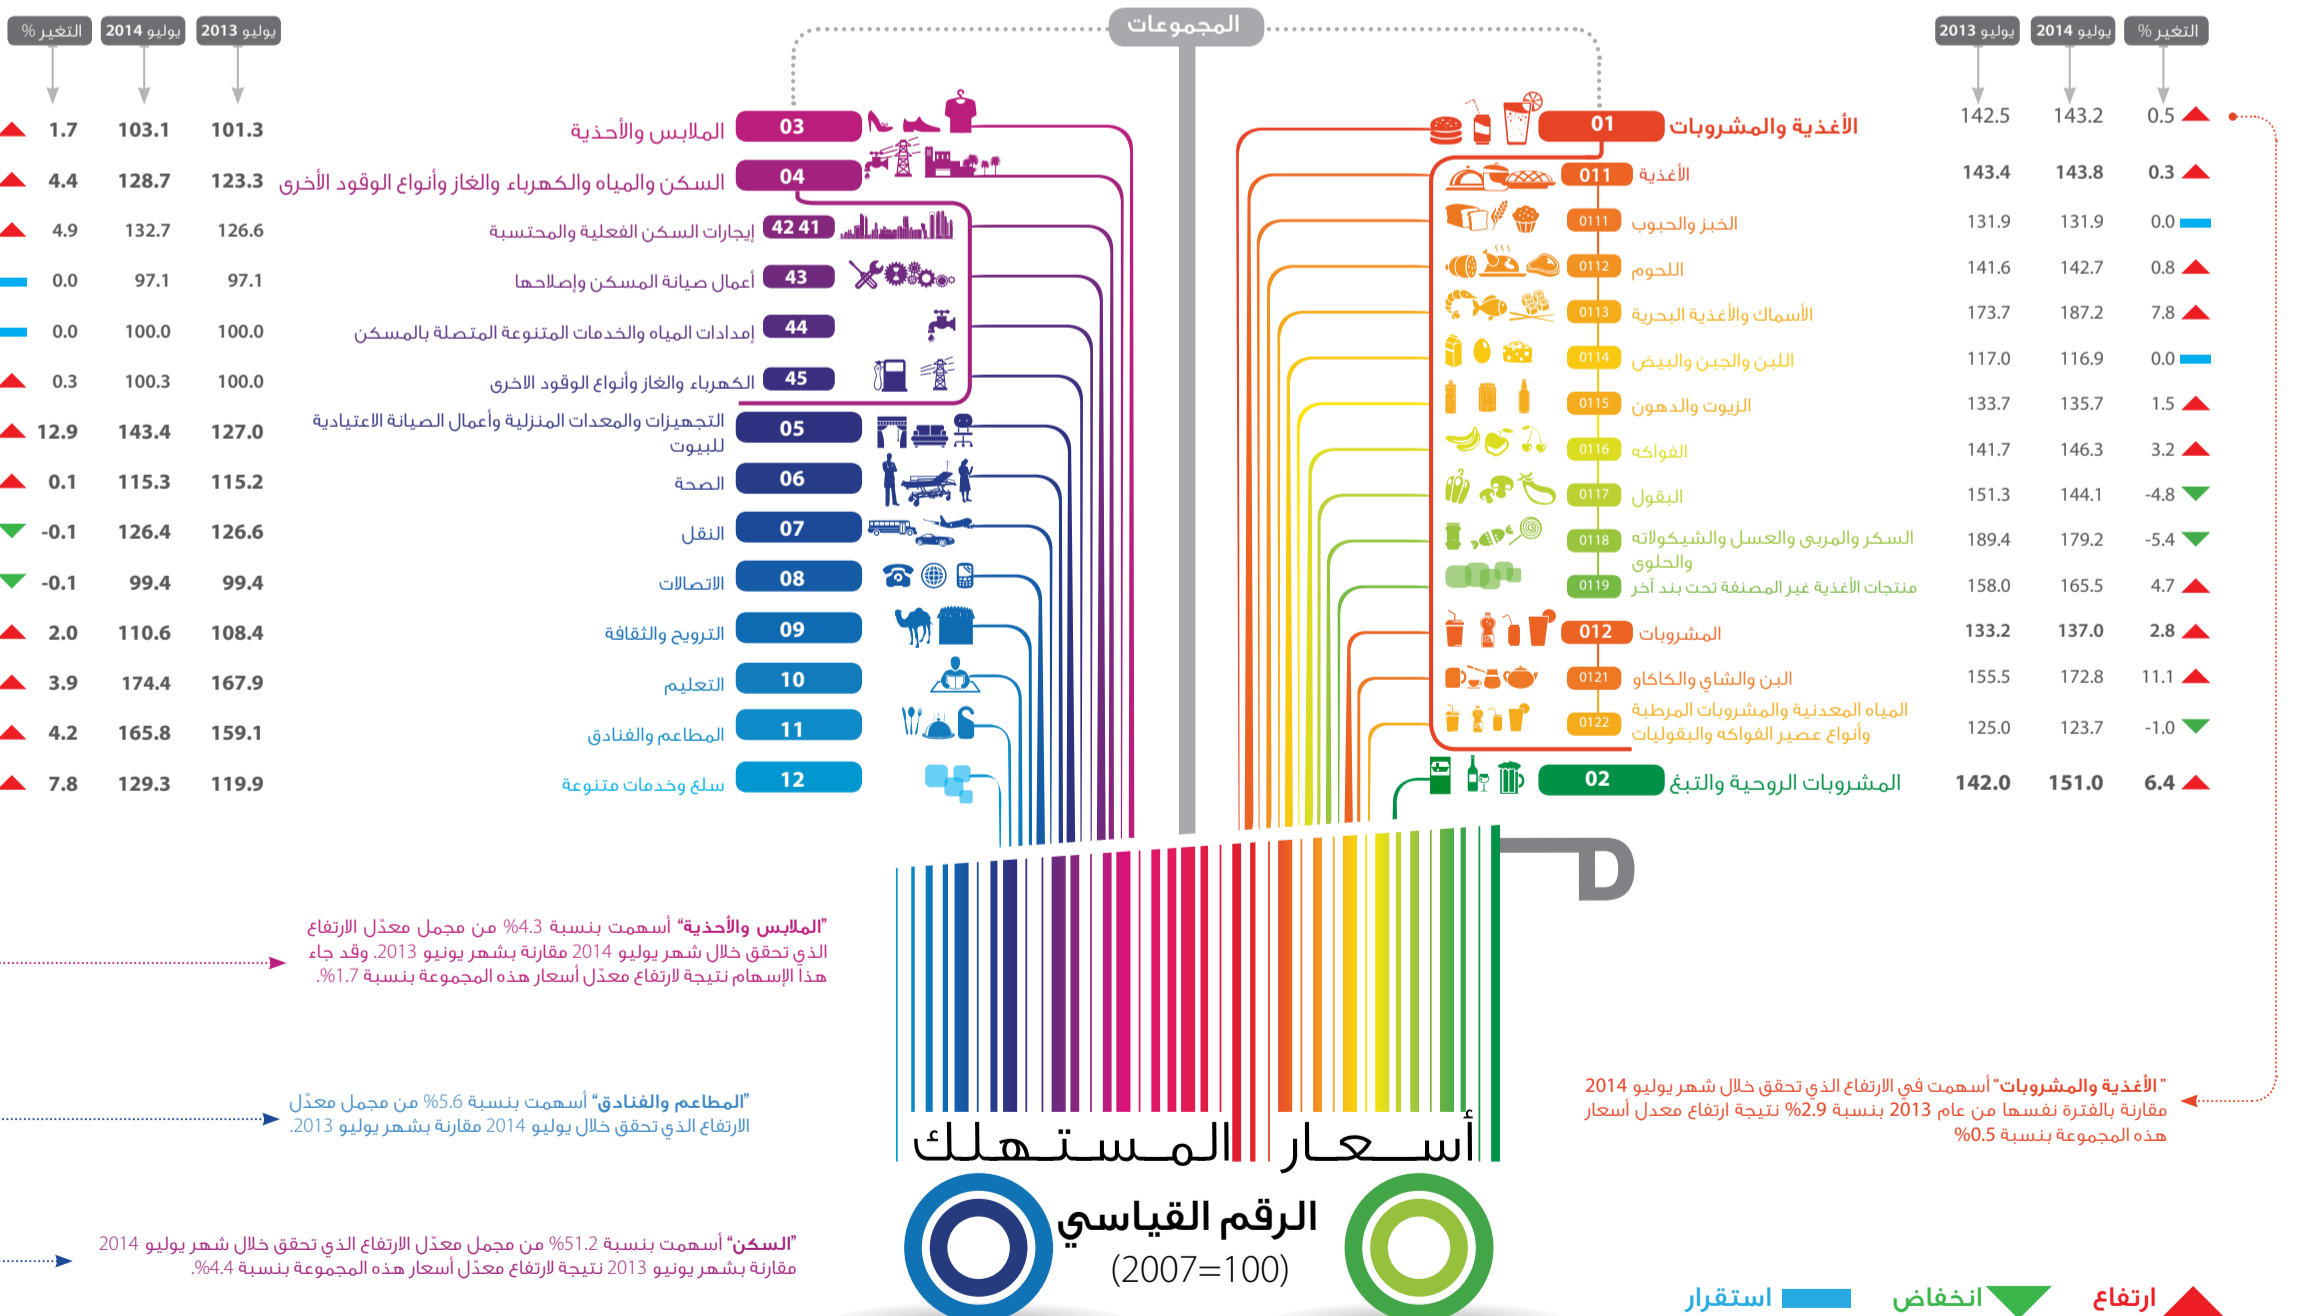 المجموعات
يوليو 2013 يوليو 2014 التغير %
01 الأغذية والمشروبات 142.5 143.2 0.5
011 الأغذية 143.4 143.8 0.3
0111 الخبز والحبوب 131.9 131.9 0.0
0112 اللحوم 141.6 142.7 0.8
0113 الأسماك والأغذية البحرية 173.7 187.2 7.8
0114 اللبن والجبن والبيض 117.0 116.9 0.0
0115 الزيوت والدهون 133.7 135.7 1.5
0116 الفواكه 141.7 146.3 3.2
0117 البقول 151.3 144.1 -4.8
0118 السكر والمربى والعسل والشيكولاته 189.4 179.2 -5.4
والحلوى
0119 منتجات الأغذية غير المصنفة تحت بند آخر 158.0 165.5 4.7
012 المشروبات 133.2 137.0 2.8
0121 البن والشاي والكاكاو 155.5 172.8 11.1
المياه المعدنية والمشروبات المرطبة
0122 وأنواع عصير الفواكه والبقوليات 125.0 123.7 -1.0
02 المشروبات الروحية والتبغ 142.0 151.0 6.4
يوليو 2013 يوليو 2014 التغير %
03 الملابس والأحذية 101.3 103.1 1.7
04 السكن والمياه والكهرباء والغاز وأنواع الوقود الأخرى 123.3 128.7 4.4
42 41 إيجارات السكن الفعلية والمحتسبة 126.6 132.7 4.9
43 أعمال صيانة المسكن وإصلاحها 97.1 97.1 0.0
44 إمدادات المياه والخدمات المتنوعة المتصلة بالمسكن 100.0 100.0 0.0
45 الكهرباء والغاز وأنواع الوقود الاخرى 100.0 100.3 0.3
05 التجهيزات والمعدات المنزلية وأعمال الصيانة الاعتيادية 127.0 143.4 12.9
للبيوت
06 الصحة 115.2 115.3 0.1
07 النقل 126.6 126.4 -0.1
08 الاتصالات 99.4 99.4 -0.1
09 الترويح والثقافة 108.4 110.6 2.0
10 التعليم 167.9 174.4 3.9
11 المطاعم والفنادق 159.1 165.8 4.2
12 سلع وخدمات متنوعة 119.9 129.3 7.8
"الملابس والأحذية" أسهمت بنسبة 4.3% من مجمل معدّل الارتفاع
الذي تحقق خلال شهر يوليو 2014 مقارنة بشهر يونيو 2013. وقد جاء
هذا الإسهام نتيجة لارتفاع معدّل أسعار هذه المجموعة بنسبة 1.7%.
"المطاعم والفنادق" أسهمت بنسبة 5.6% من مجمل معدّل
الارتفاع الذي تحقق خلال يوليو 2014 مقارنة بشهر يوليو 2013.
"السكن" أسهمت بنسبة 51.2% من مجمل معدّل الارتفاع الذي تحقق خلال شهر يوليو 2014
مقارنة بشهر يونيو 2013 نتيجة لارتفاع معدّل أسعار هذه المجموعة بنسبة 4.4%.
" الأغذية والمشروبات" أسهمت في الارتفاع الذي تحقق خلال شهر يوليو 2014
مقارنة بالفترة نفسها من عام 2013 بنسبة 2.9% نتيجة ارتفاع معدل أسعار
هذه المجموعة بنسبة 0.5%
أسعار المستهلك
الرقم القياسي
(2007=100)
ارتفاع انخفاض استقرار